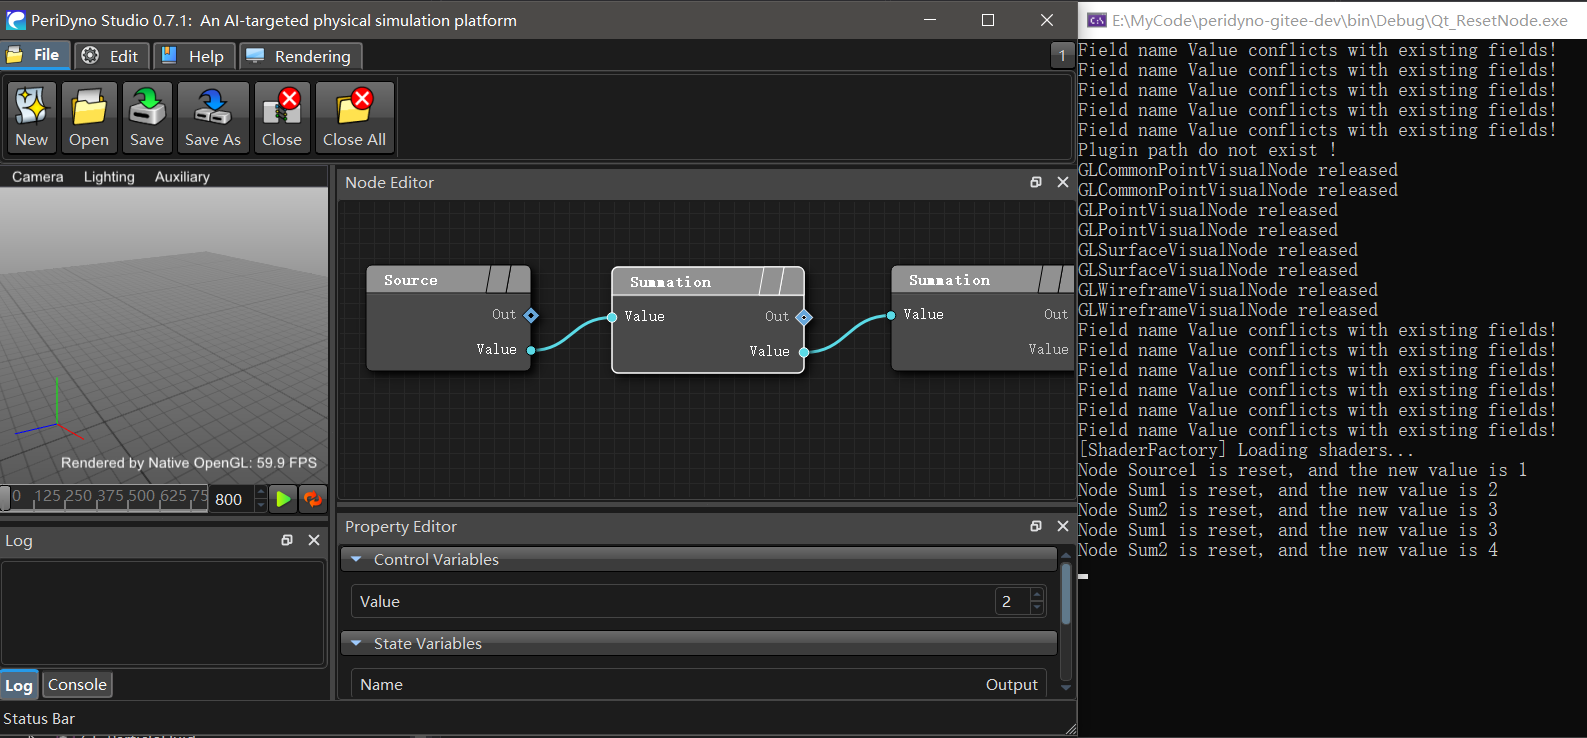 PeriDyno Studio 0.7.1: An AI-targeted physical simulation platform
File Edit Help Rendering 1
New Open Save Save As Close Close All
Camera Lighting Auxiliary
Rendered by Native OpenGL: 59.9 FPS
0 125 250 375 500 625 75 800
Log
Log Console
Status Bar
Node Editor
Source
Out
Value
Summation
Value Out
Value
Summation
Value Out
Value
Property Editor
Control Variables
Value 2
State Variables
Name Output
E:\MyCode\peridyno-gitee-dev\bin\Debug\Qt_ResetNode.exe
Field name Value conflicts with existing fields!
Field name Value conflicts with existing fields!
Field name Value conflicts with existing fields!
Field name Value conflicts with existing fields!
Field name Value conflicts with existing fields!
Plugin path do not exist !
GLCommonPointVisualNode released
GLCommonPointVisualNode released
GLPointVisualNode released
GLPointVisualNode released
GLSurfaceVisualNode released
GLSurfaceVisualNode released
GLWireframeVisualNode released
GLWireframeVisualNode released
Field name Value conflicts with existing fields!
Field name Value conflicts with existing fields!
Field name Value conflicts with existing fields!
Field name Value conflicts with existing fields!
Field name Value conflicts with existing fields!
Field name Value conflicts with existing fields!
[ShaderFactory] Loading shaders...
Node Source1 is reset, and the new value is 1
Node Sum1 is reset, and the new value is 2
Node Sum2 is reset, and the new value is 3
Node Sum1 is reset, and the new value is 3
Node Sum2 is reset, and the new value is 4